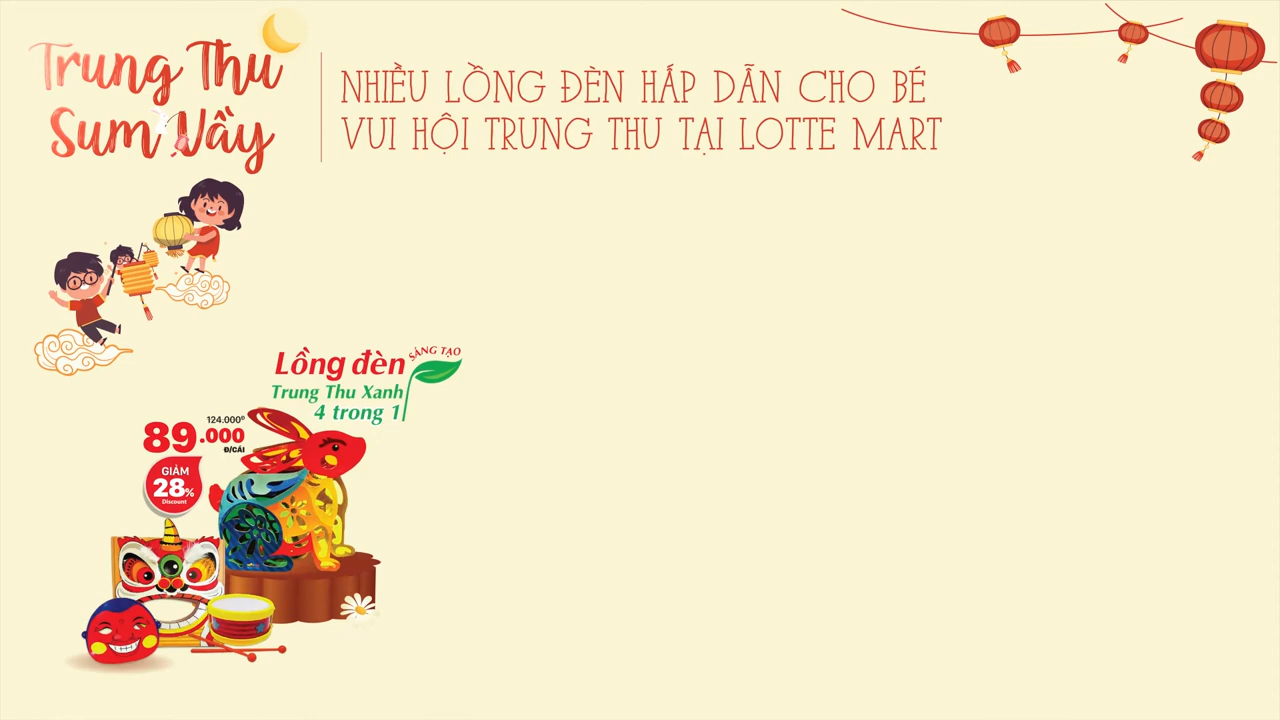 Trung Thu
Sum Vầy
NHIỀU LỒNG ĐÈN HẤP DẪN CHO BÉ
VUI HỘI TRUNG THU TẠI LOTTE MART
Lồng đèn SÁNG TẠO
Trung Thu Xanh
4 trong 1
124.000đ
89.000
Đ/CÁI
GIẢM
28%
Discount